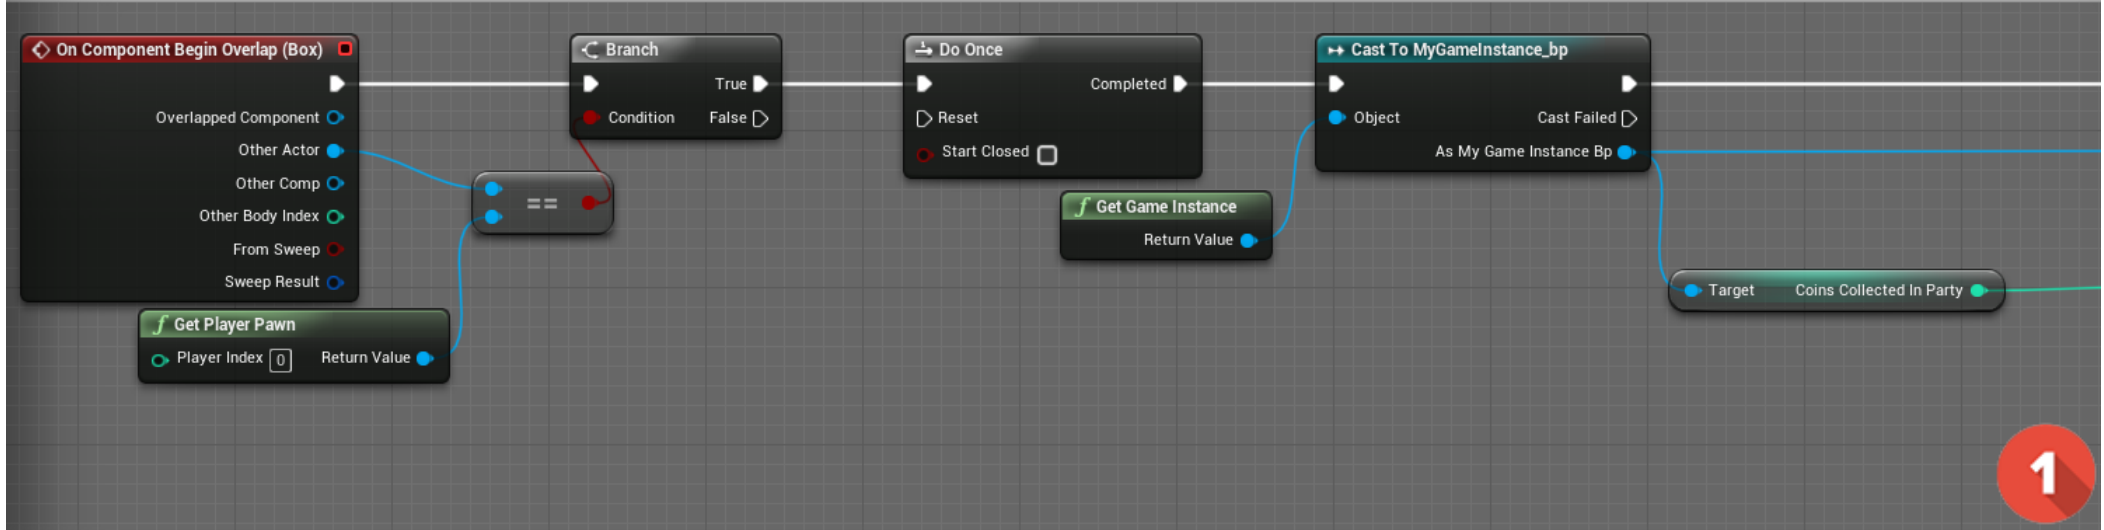 On Component Begin Overlap (Box)
Overlapped Component
Other Actor
Other Comp
Other Body Index
From Sweep
Sweep Result
f Get Player Pawn
Player Index 0 Return Value
==
Branch
True
Condition False
Do Once
Completed
Reset
Start Closed
f Get Game Instance
Return Value
Cast To MyGameInstance_bp
Object Cast Failed
As My Game Instance Bp
Target Coins Collected In Party
1